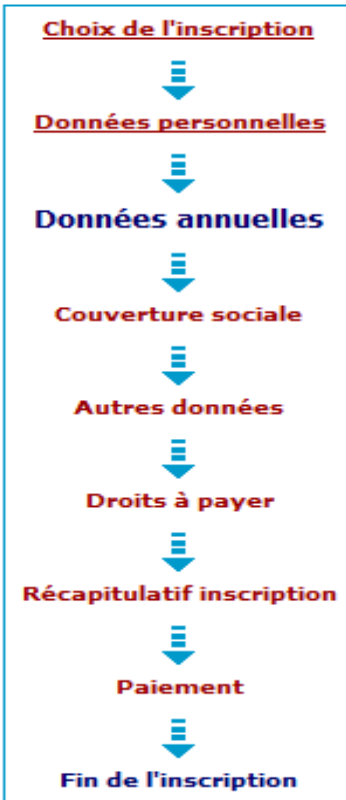 Choix de l'inscription
Données personnelles
Données annuelles
Couverture sociale
Autres données
Droits à payer
Récapitulatif inscription
Paiement
Fin de l'inscription